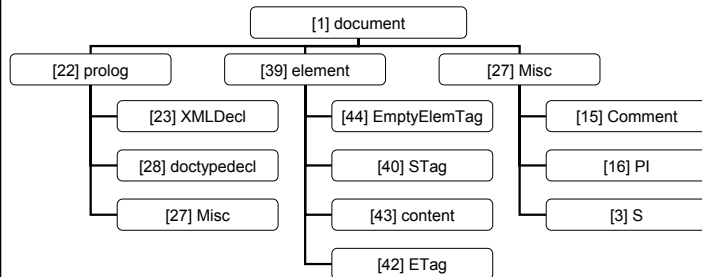 [1] document
[22] prolog
[39] element
[27] Misc
[23] XMLDecl
[44] EmptyElemTag
[15] Comment
[28] doctypedecl
[40] STag
[16] PI
[27] Misc
[43] content
[3] S
[42] ETag